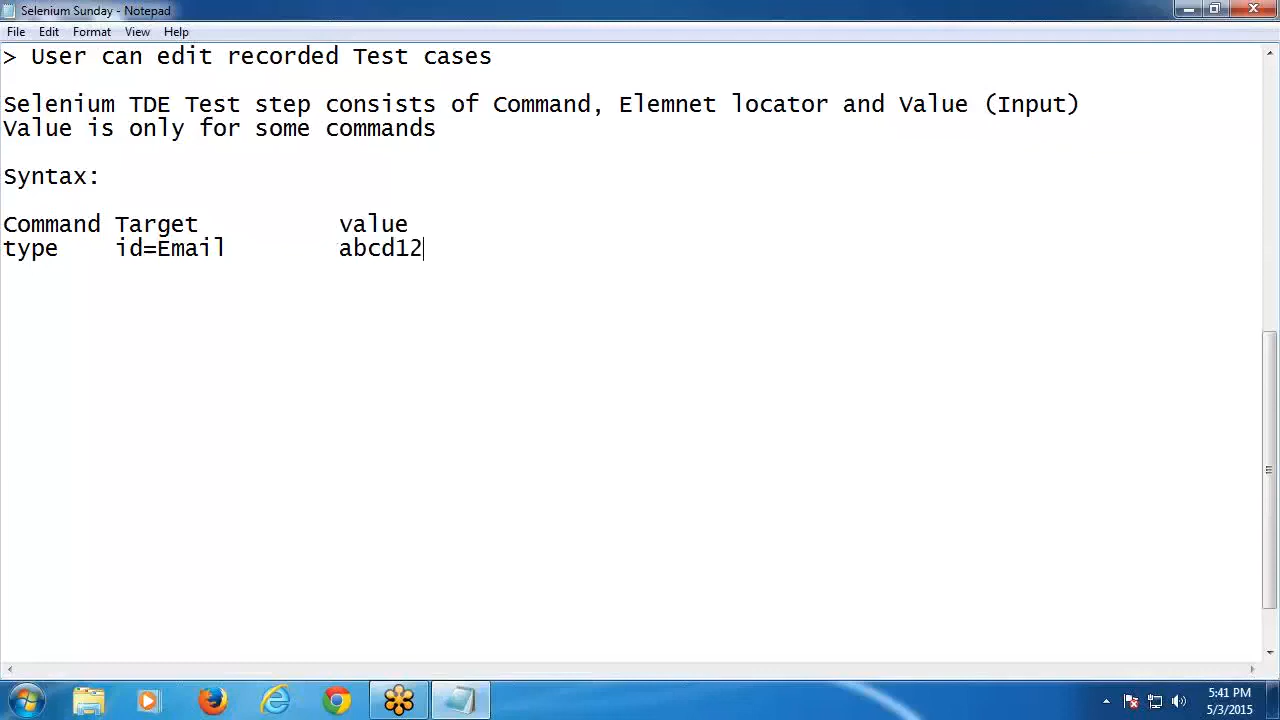 Selenium Sunday - Notepad
File Edit Format View Help
> User can edit recorded Test cases
Selenium TDE Test step consists of Command, Elemnet locator and Value (Input)
Value is only for some commands
Syntax:
Command Target value
type id=Email abcd12
5:41 PM
5/3/2015